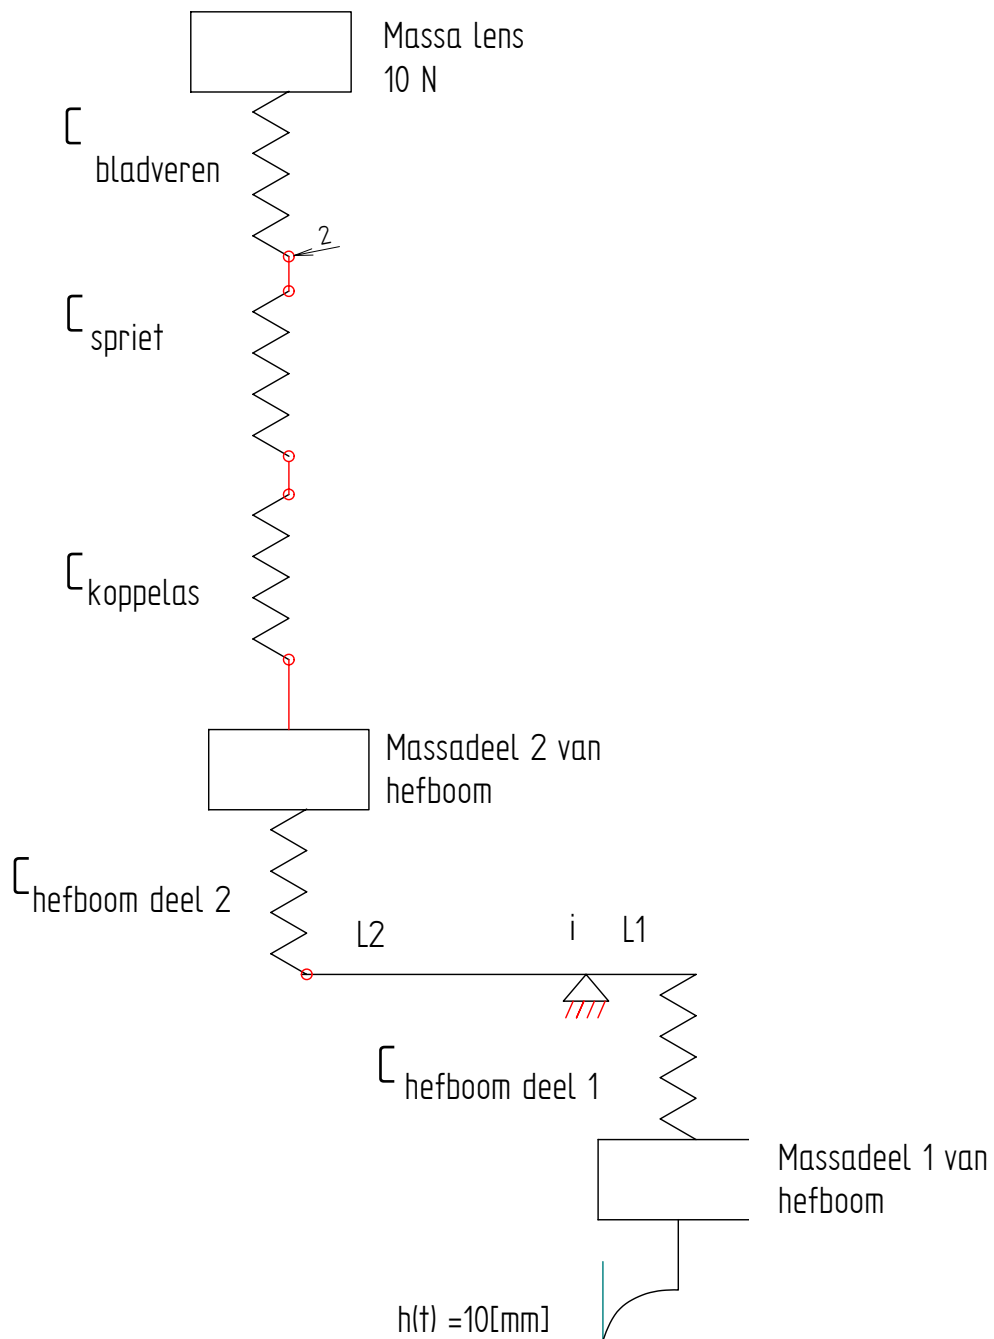 Massa lens
10 N
C
bladveren
2
C
spriet
C
koppelas
Massadeel 2 van
hefboom
C
hefboom deel 2
L2
i
L1
C
hefboom deel 1
Massadeel 1 van
hefboom
h(t) =10[mm]